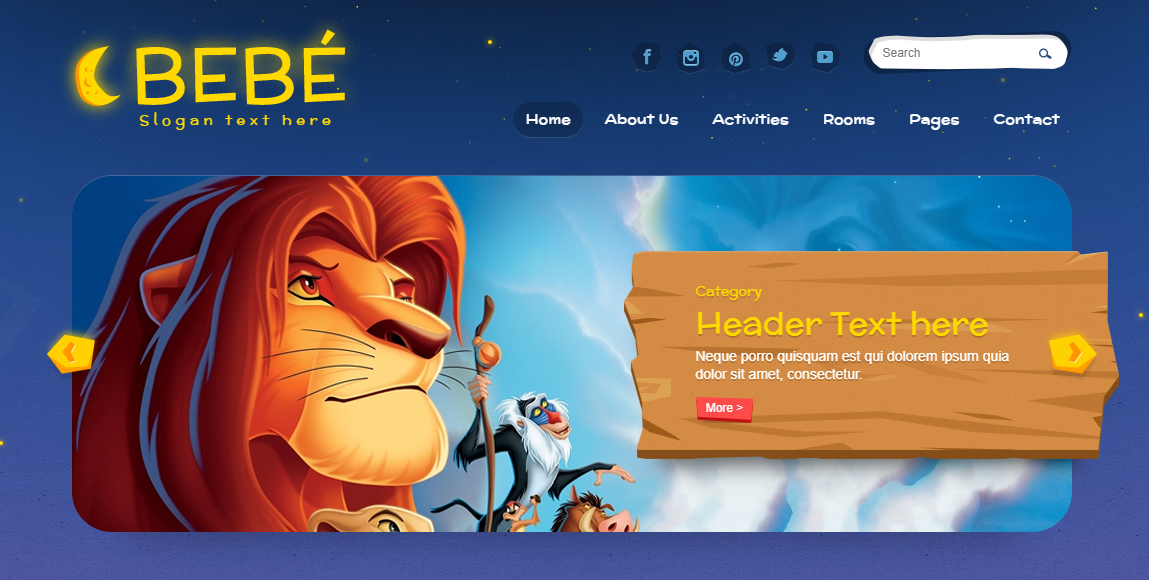 BEBÉ
Slogan text here
Search
Home About Us Activities Rooms Pages Contact
Category
Header Text here
Neque porro quisquam est qui dolorem ipsum quia
dolor sit amet, consectetur.
More >